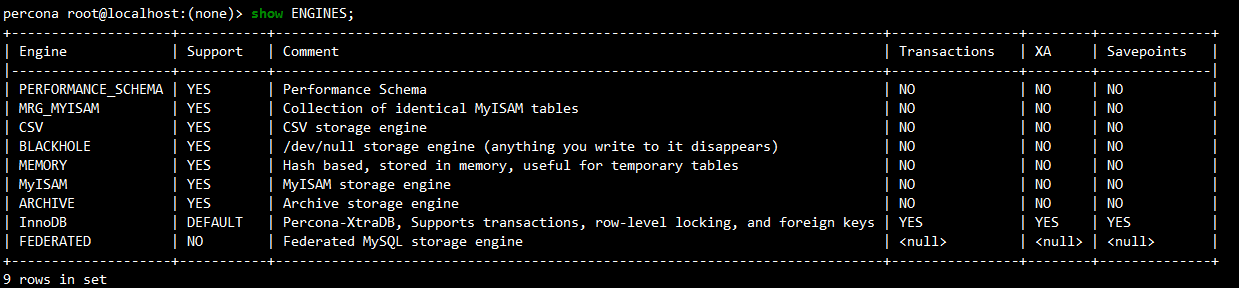 percona root@localhost:(none)> show ENGINES;
+--------------------+---------+----------------------------------------------------------------------------+--------------+--------+------------+
| Engine             | Support | Comment                                                                    | Transactions | XA     | Savepoints |
|--------------------+---------+----------------------------------------------------------------------------+--------------+--------+------------|
| PERFORMANCE_SCHEMA | YES     | Performance Schema                                                         | NO           | NO     | NO         |
| MRG_MYISAM         | YES     | Collection of identical MyISAM tables                                      | NO           | NO     | NO         |
| CSV                | YES     | CSV storage engine                                                         | NO           | NO     | NO         |
| BLACKHOLE          | YES     | /dev/null storage engine (anything you write to it disappears)             | NO           | NO     | NO         |
| MEMORY             | YES     | Hash based, stored in memory, useful for temporary tables                  | NO           | NO     | NO         |
| MyISAM             | YES     | MyISAM storage engine                                                      | NO           | NO     | NO         |
| ARCHIVE            | YES     | Archive storage engine                                                     | NO           | NO     | NO         |
| InnoDB             | DEFAULT | Percona-XtraDB, Supports transactions, row-level locking, and foreign keys | YES          | YES    | YES        |
| FEDERATED          | NO      | Federated MySQL storage engine                                             | <null>       | <null> | <null>     |
+--------------------+---------+----------------------------------------------------------------------------+--------------+--------+------------+
9 rows in set